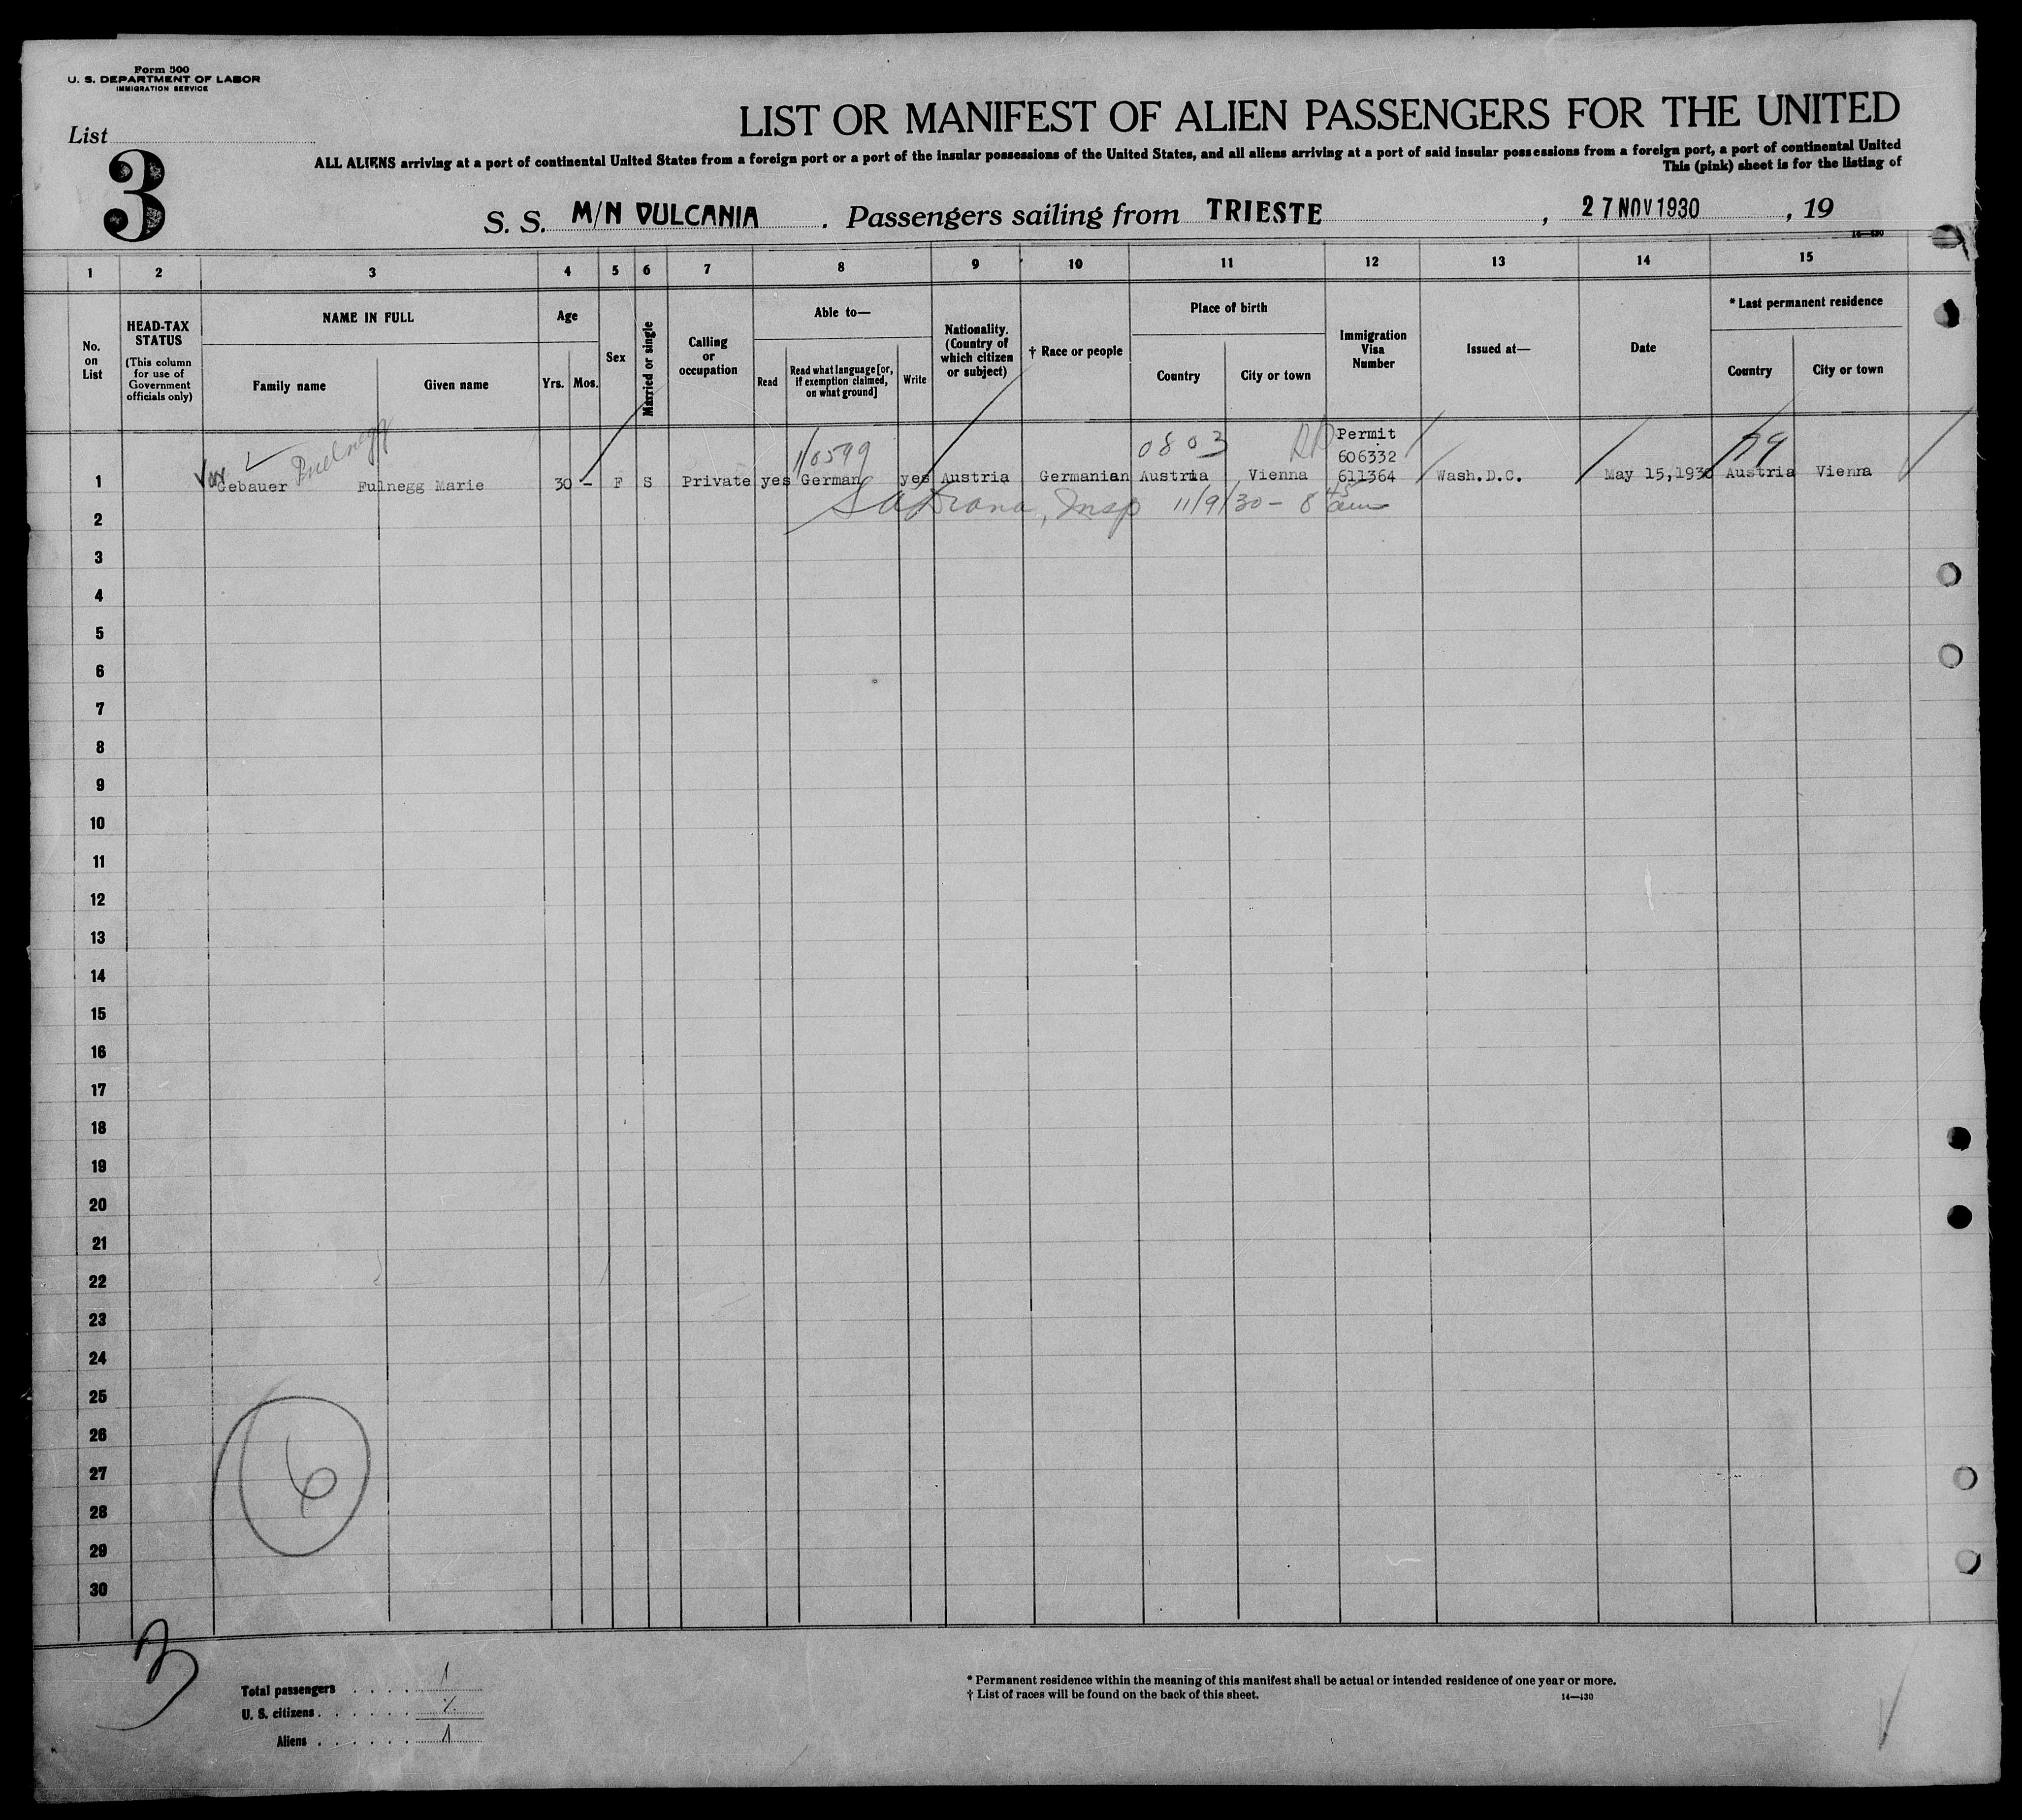 Form 500
U. S. DEPARTMENT OF LABOR
IMMIGRATION SERVICE
LIST OR MANIFEST OF ALIEN PASSENGERS FOR THE UNITED
List
3
ALL ALIENS arriving at a port of continental United States from a foreign port or a port of the insular possessions of the United States, and all aliens arriving at a port of said insular possessions from a foreign port, a port of continental United
This (pink) sheet is for the listing of
S. S. M/N VULCANIA . Passengers sailing from TRIESTE , 27 NOV 1930 , 19
14—430
1 2 3 4 5 6 7 8 9 10 11 12 13 14 15
No. on List
HEAD-TAX STATUS (This column for use of Government officials only)
NAME IN FULL
Family name
Given name
Age
Yrs. Mos.
Sex
Married or single
Calling or occupation
Able to—
Read
Read what language [or, if exemption claimed, on what ground]
Write
Nationality. (Country of which citizen or subject)
† Race or people
Place of birth
Country
City or town
Immigration Visa Number
Issued at—
Date
* Last permanent residence
Country
City or town
Fuelnegg
1/0599
0803
Permit
606332
1 Gebauer Fulnegg Marie 30 - F S Private yes German yes Austria Germanian Austria Vienna 611364 Wash.D.C. May 15,1930 Austria Vienna
2
Insp 11/9/30 - 8 45 am
3
4
5
6
7
8
9
10
11
12
13
14
15
16
17
18
19
20
21
22
23
24
25
26
27
28
29
30
6
3
Total passengers . . . . 1
U. S. citizens . . . . . .
Aliens . . . . . . 1
* Permanent residence within the meaning of this manifest shall be actual or intended residence of one year or more.
† List of races will be found on the back of this sheet.
14—430